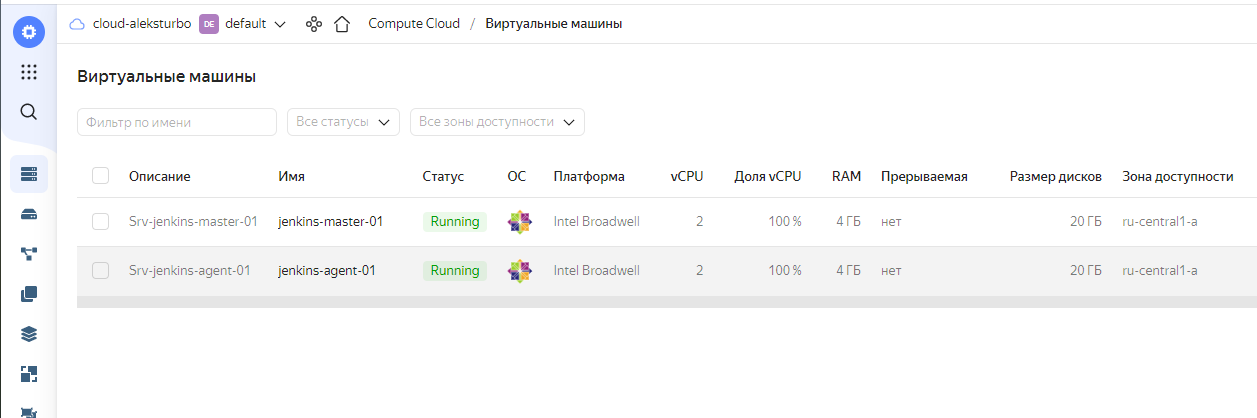 cloud-aleksturbo DE default Compute Cloud / Виртуальные машины
Виртуальные машины
Фильтр по имени Все статусы Все зоны доступности
Описание Имя Статус ОС Платформа vCPU Доля vCPU RAM Прерываемая Размер дисков Зона доступности
Srv-jenkins-master-01 jenkins-master-01 Running Intel Broadwell 2 100 % 4 ГБ нет 20 ГБ ru-central1-a
Srv-jenkins-agent-01 jenkins-agent-01 Running Intel Broadwell 2 100 % 4 ГБ нет 20 ГБ ru-central1-a